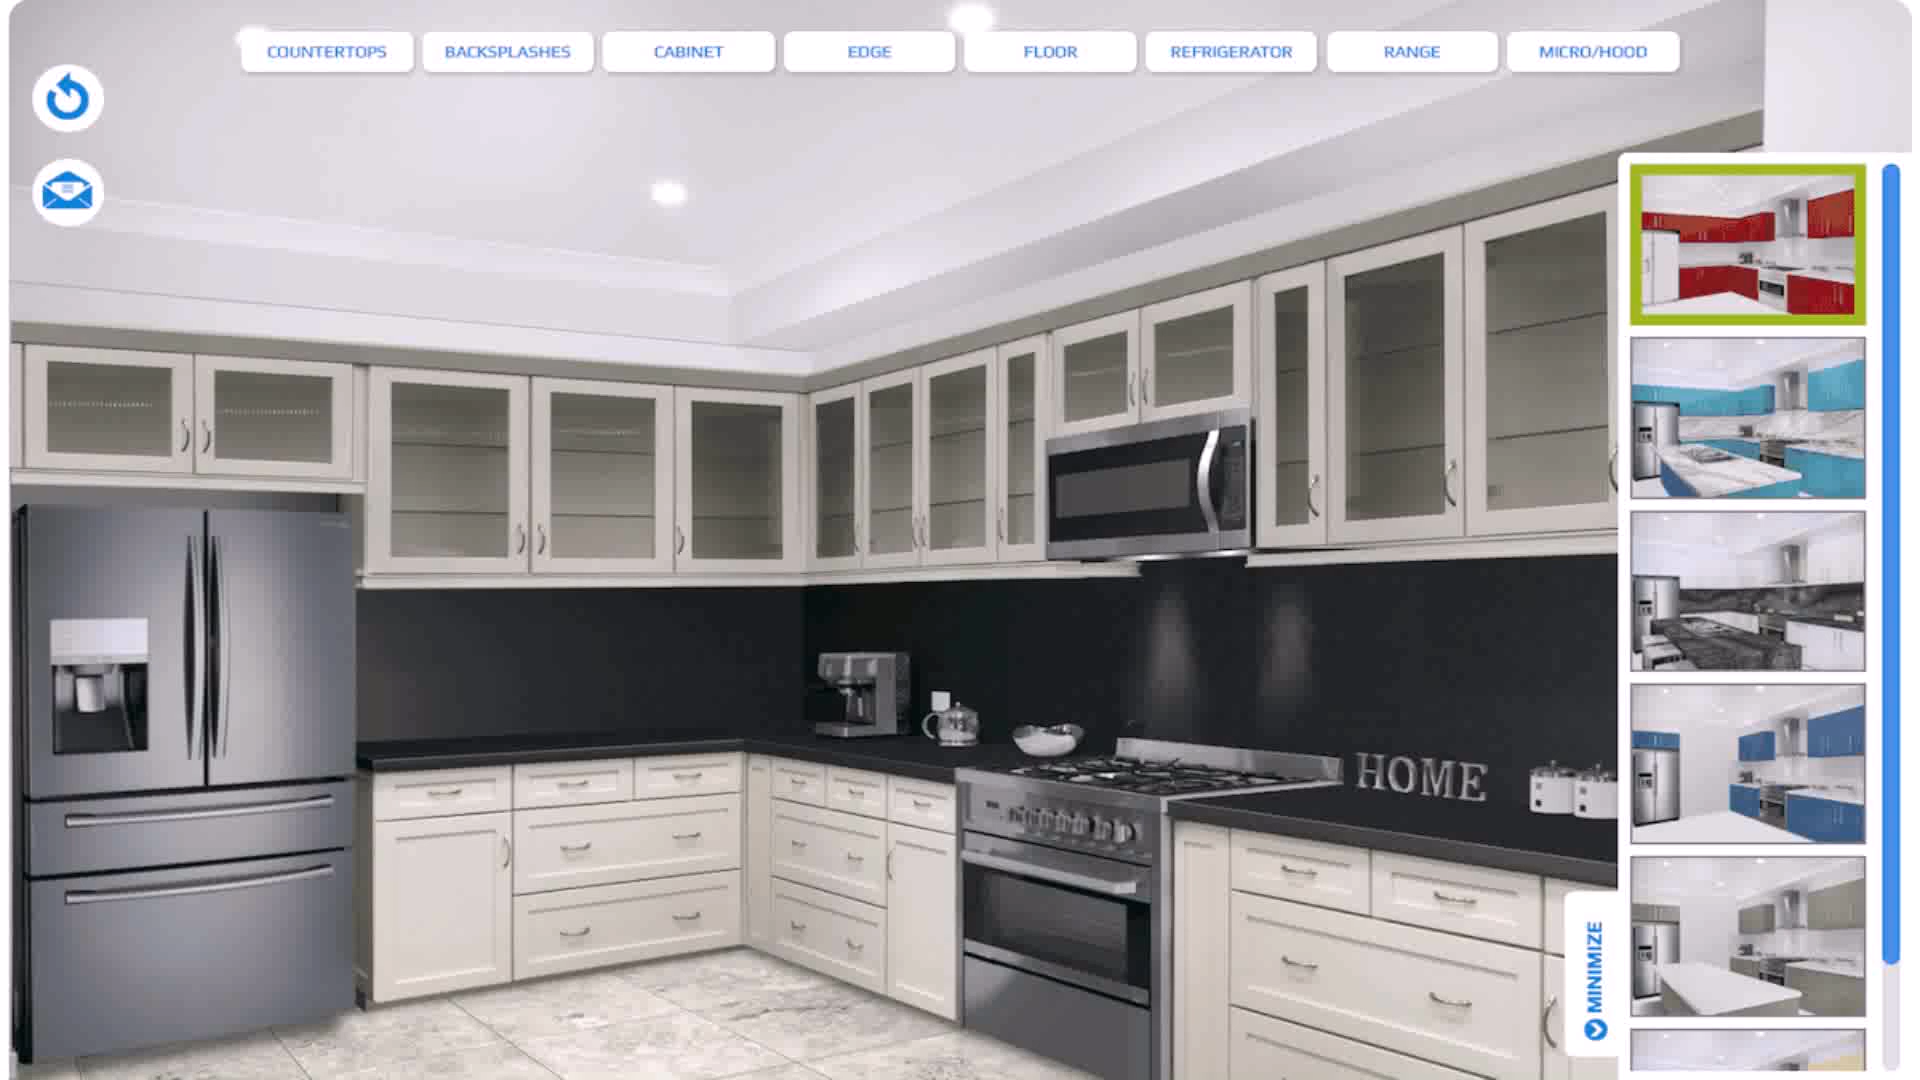 COUNTERTOPS
BACKSPLASHES
CABINET
EDGE
FLOOR
REFRIGERATOR
RANGE
MICRO/HOOD
HOME
MINIMIZE